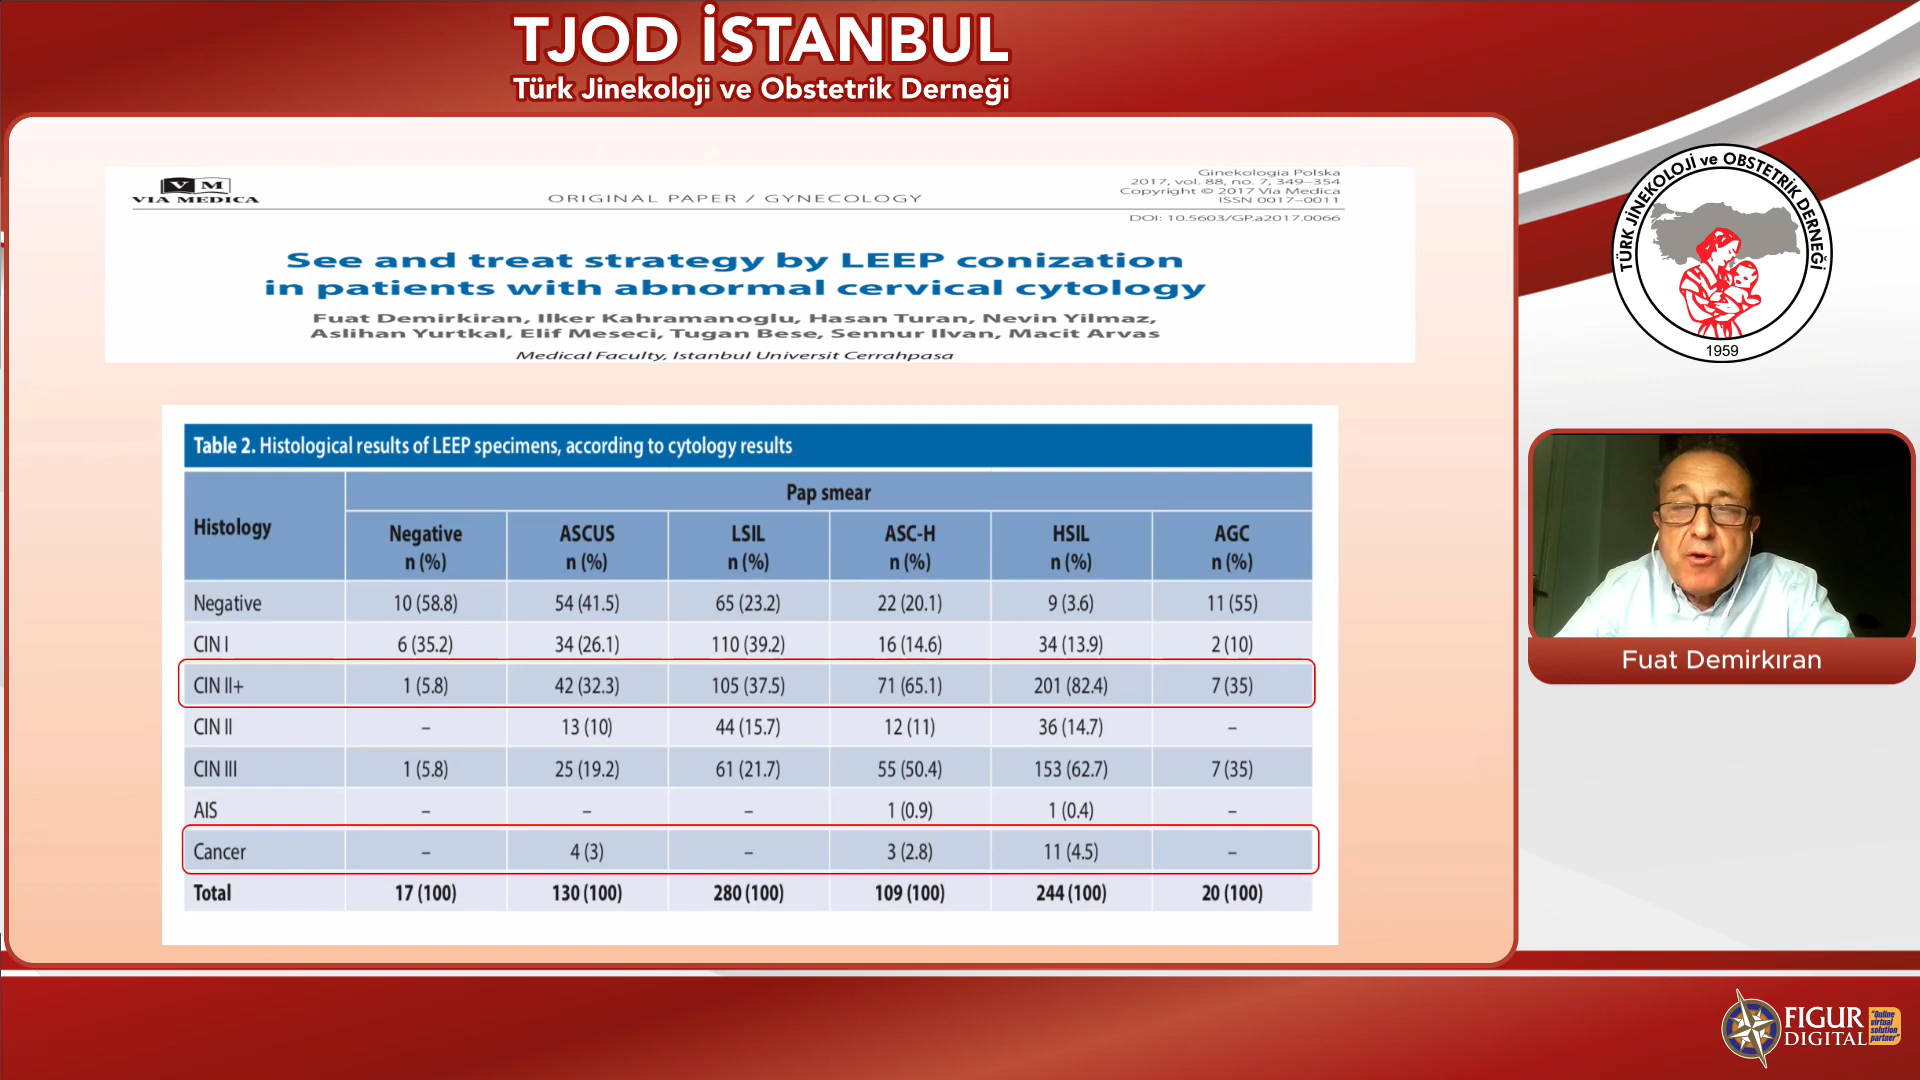 TJOD İSTANBUL
Türk Jinekoloji ve Obstetrik Derneği
V M
VIA MEDICA
ORIGINAL PAPER / GYNECOLOGY
Ginekologia Polska
2017, vol. 88, no. 7, 349–354
Copyright © 2017 Via Medica
ISSN 0017–0011
DOI: 10.5603/GP.a2017.0066
See and treat strategy by LEEP conization
in patients with abnormal cervical cytology
Fuat Demirkiran, Ilker Kahramanoglu, Hasan Turan, Nevin Yilmaz,
Aslihan Yurtkal, Elif Meseci, Tugan Bese, Sennur Ilvan, Macit Arvas
Medical Faculty, Istanbul Universit Cerrahpasa
Table 2. Histological results of LEEP specimens, according to cytology results
Histology Pap smear
Negative n (%) ASCUS n (%) LSIL n (%) ASC-H n (%) HSIL n (%) AGC n (%)
Negative 10 (58.8) 54 (41.5) 65 (23.2) 22 (20.1) 9 (3.6) 11 (55)
CIN I 6 (35.2) 34 (26.1) 110 (39.2) 16 (14.6) 34 (13.9) 2 (10)
CIN II+ 1 (5.8) 42 (32.3) 105 (37.5) 71 (65.1) 201 (82.4) 7 (35)
CIN II – 13 (10) 44 (15.7) 12 (11) 36 (14.7) –
CIN III 1 (5.8) 25 (19.2) 61 (21.7) 55 (50.4) 153 (62.7) 7 (35)
AIS – – – 1 (0.9) 1 (0.4) –
Cancer – 4 (3) – 3 (2.8) 11 (4.5) –
Total 17 (100) 130 (100) 280 (100) 109 (100) 244 (100) 20 (100)
TÜRK JİNEKOLOJİ ve OBSTETRİK DERNEĞİ
1959
Fuat Demirkıran
FIGUR
DIGITAL
"Online
virtual
solution
partner"